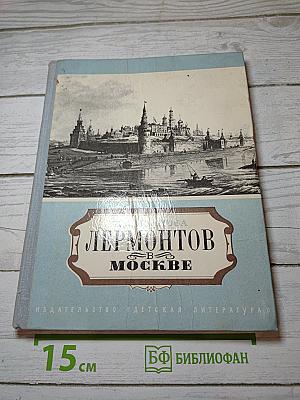 ЛЕРМОНТОВ
В
МОСКВЕ
ИЗДАТЕЛЬСТВО "ДЕТСКАЯ ЛИТЕРАТУРА"
15 см
БФ БИБЛИОФАН